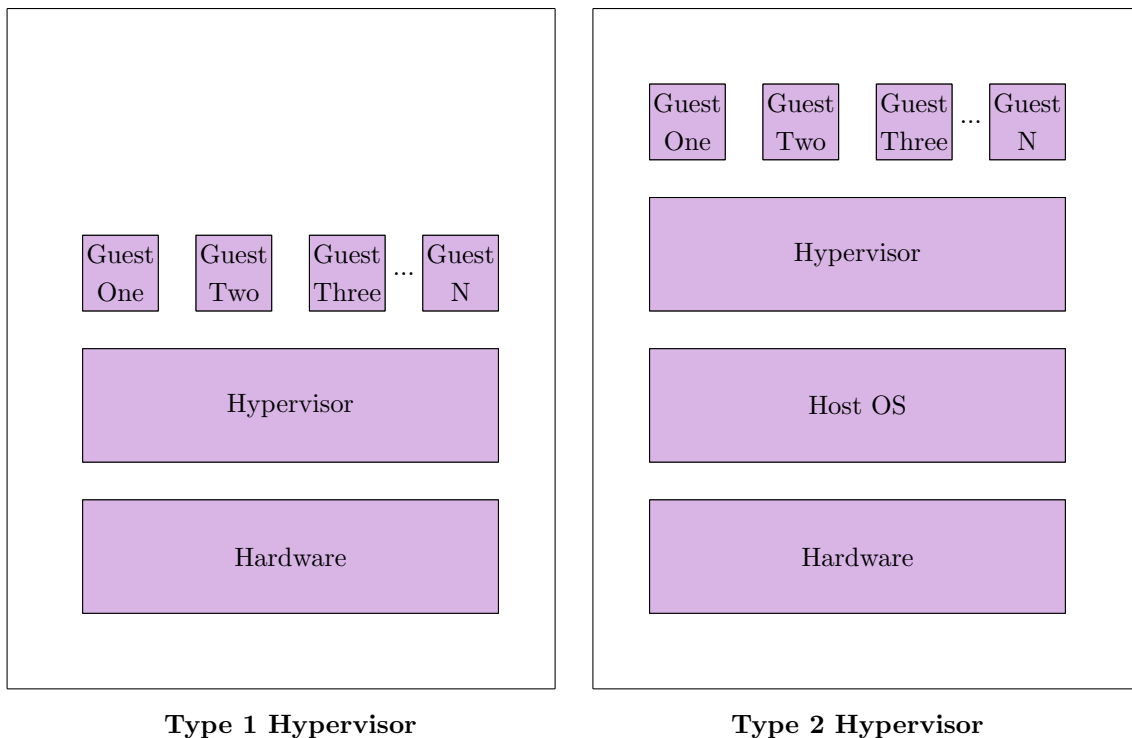 Guest One
Guest Two
Guest Three
...
Guest N
Hypervisor
Hardware
Type 1 Hypervisor
Guest One
Guest Two
Guest Three
...
Guest N
Hypervisor
Host OS
Hardware
Type 2 Hypervisor